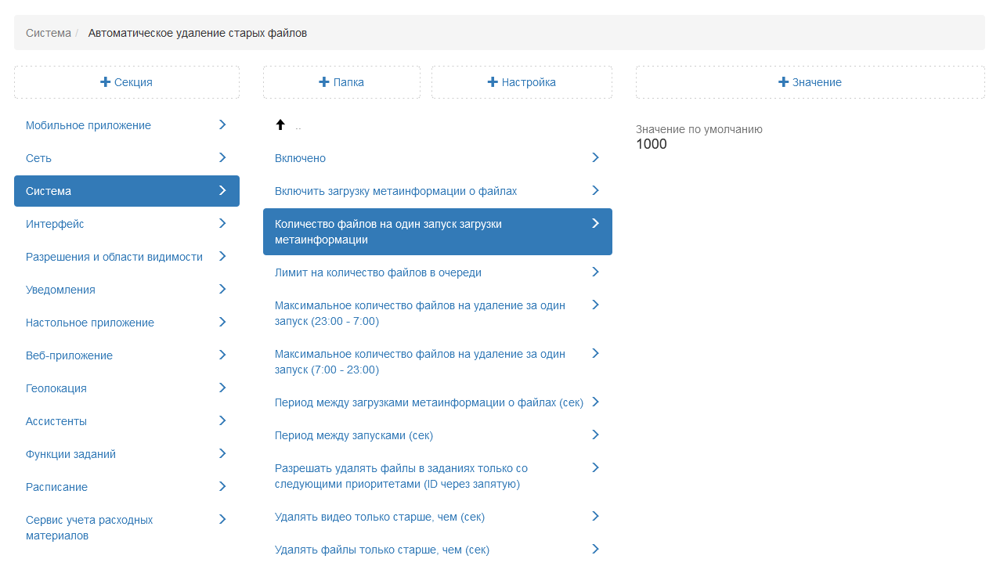 Система / Автоматическое удаление старых файлов
Секция
Папка
Настройка
Значение
Мобильное приложение
Сеть
Система
Интерфейс
Разрешения и области видимости
Уведомления
Настольное приложение
Веб-приложение
Геолокация
Ассистенты
Функции заданий
Расписание
Сервис учета расходных
материалов
..
Включено
Включить загрузку метаинформации о файлах
Количество файлов на один запуск загрузки
метаинформации
Лимит на количество файлов в очереди
Максимальное количество файлов на удаление за один
запуск (23:00 - 7:00)
Максимальное количество файлов на удаление за один
запуск (7:00 - 23:00)
Период между загрузками метаинформации о файлах (сек)
Период между запусками (сек)
Разрешать удалять файлы в заданиях только со
следующими приоритетами (ID через запятую)
Удалять видео только старше, чем (сек)
Удалять файлы только старше, чем (сек)
Значение по умолчанию
1000